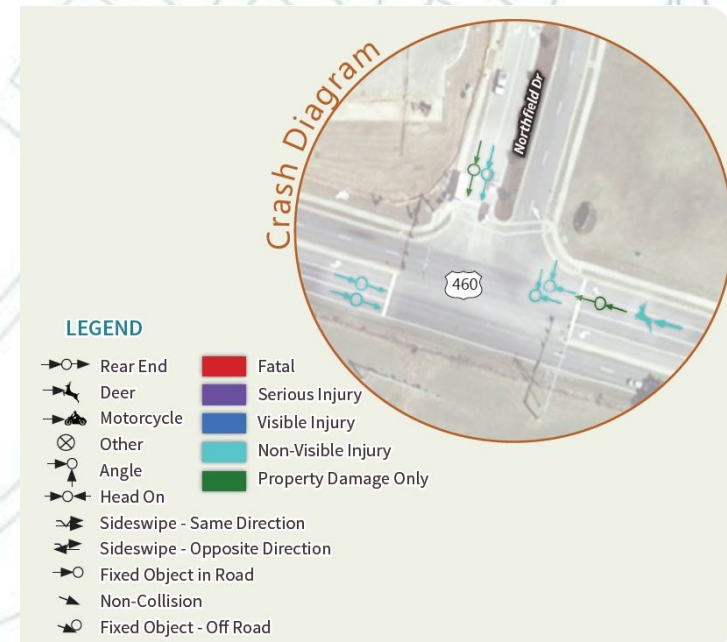 Crash Diagram
Northfield Dr
460
LEGEND
Rear End
Deer
Motorcycle
Other
Angle
Head On
Sideswipe - Same Direction
Sideswipe - Opposite Direction
Fixed Object in Road
Non-Collision
Fixed Object - Off Road
Fatal
Serious Injury
Visible Injury
Non-Visible Injury
Property Damage Only